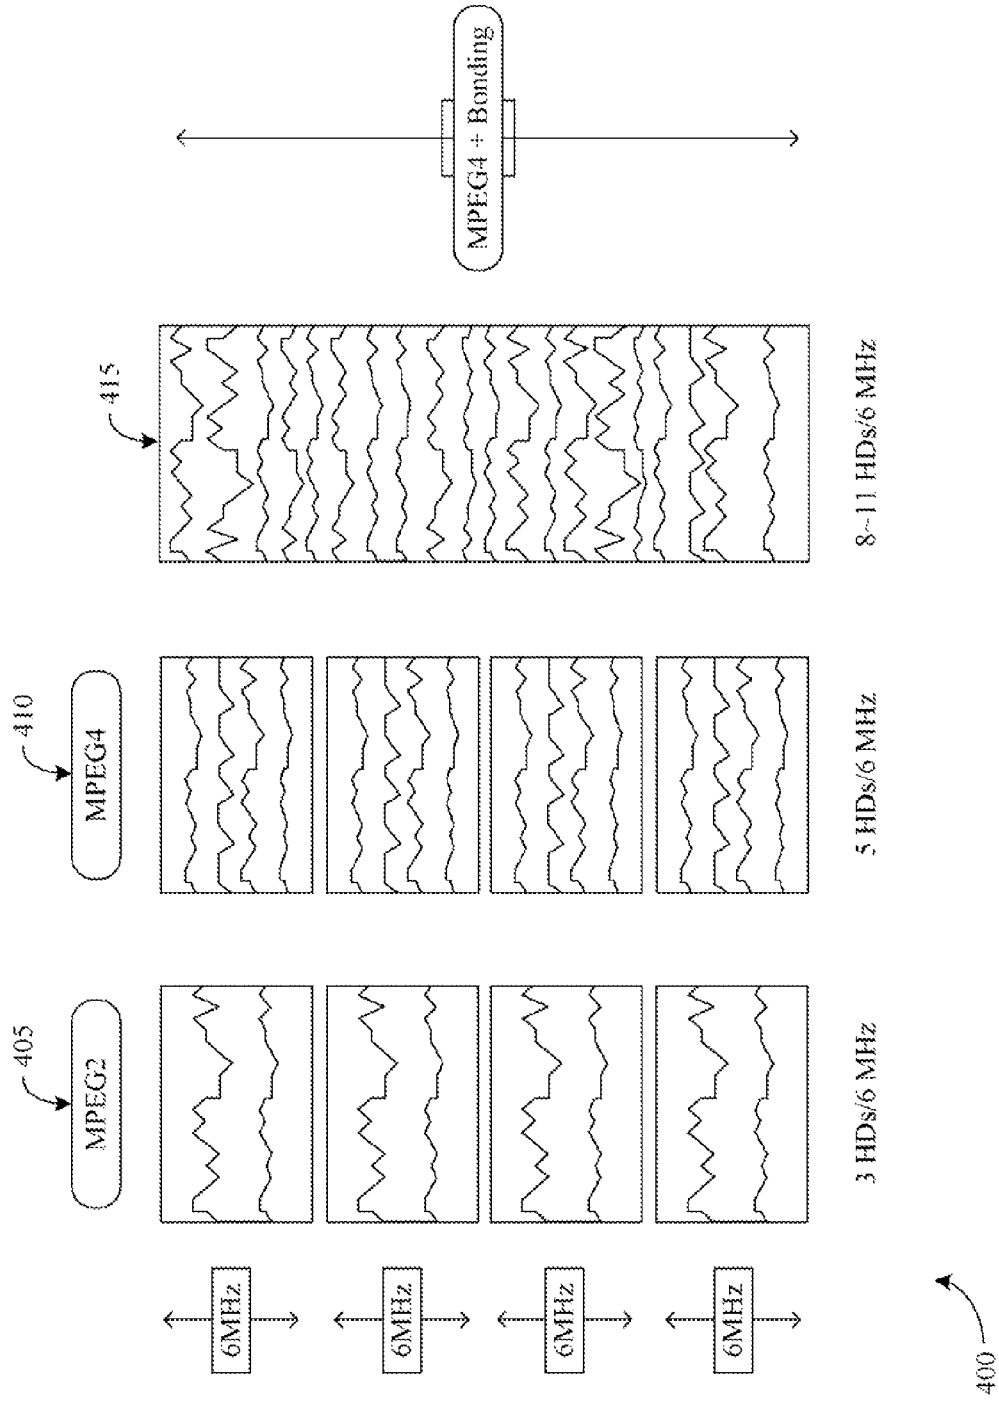 405
MPEG2
410
MPEG4
415
6MHz
6MHz
6MHz
6MHz
MPEG4 + Bonding
3 HDs/6 MHz
5 HDs/6 MHz
8~11 HDs/6 MHz
400